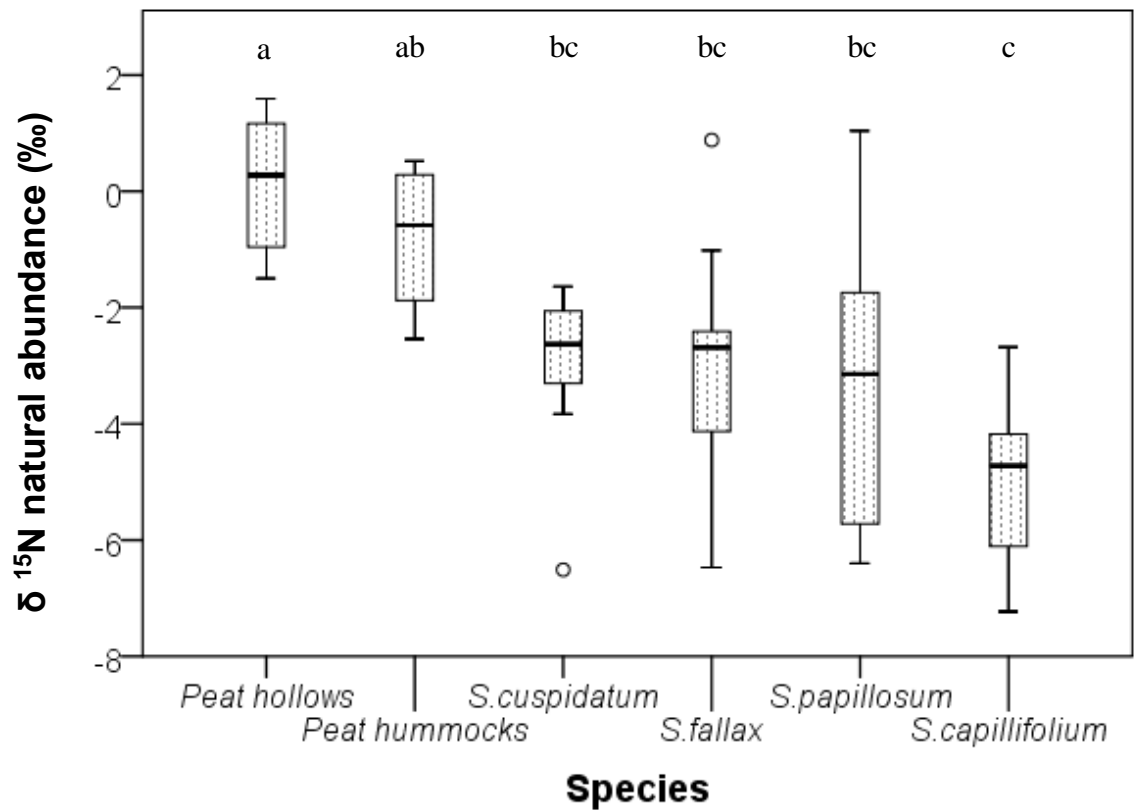 a ab bc bc bc c
2
0
-2
-4
-6
-8
δ ¹⁵N natural abundance (‰)
Peat hollows S.cuspidatum S.papillosum
Peat hummocks S.fallax S.capillifolium
Species